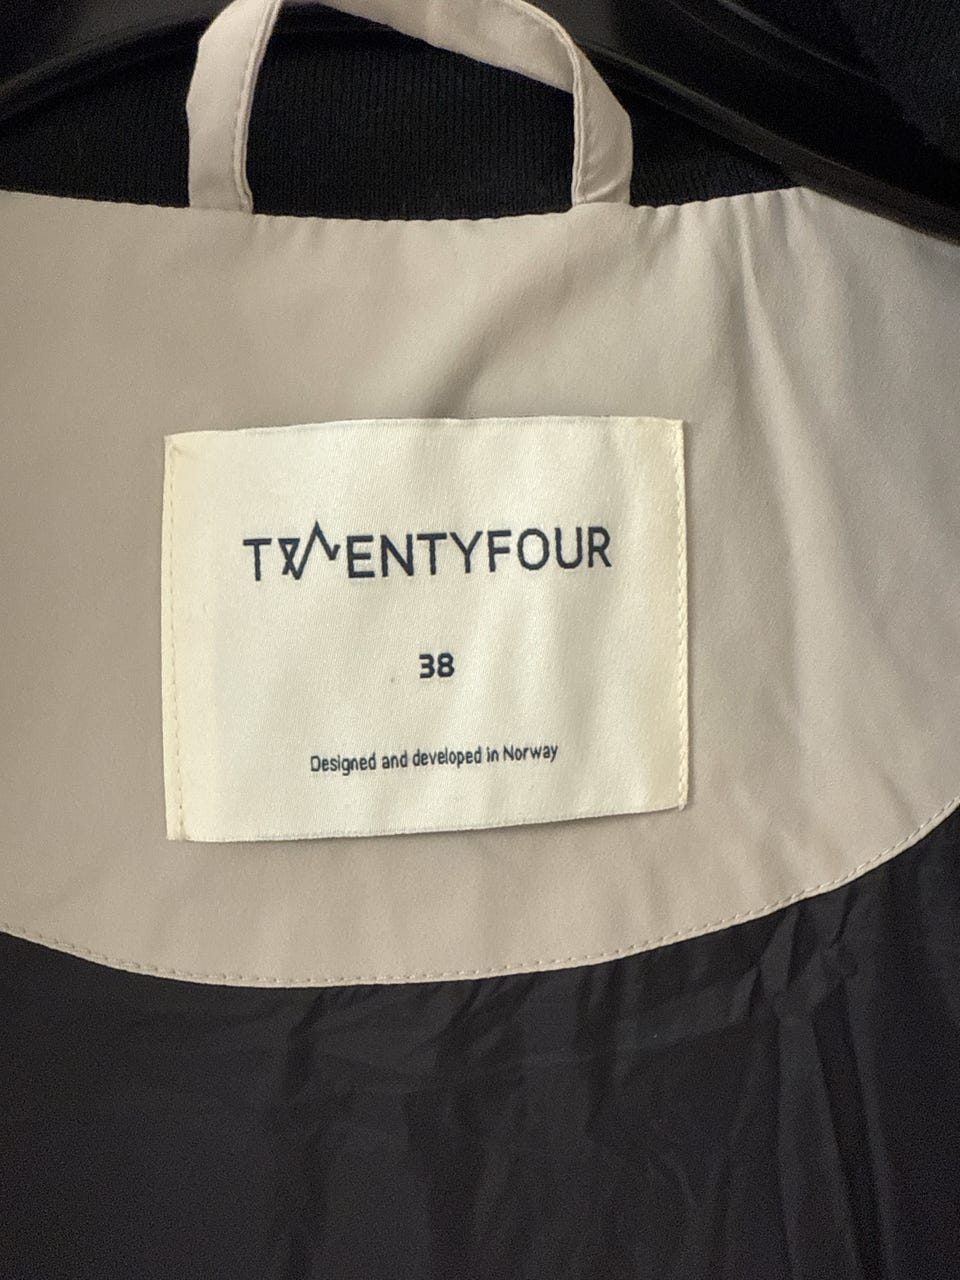 TWENTYFOUR
38
Designed and developed in Norway